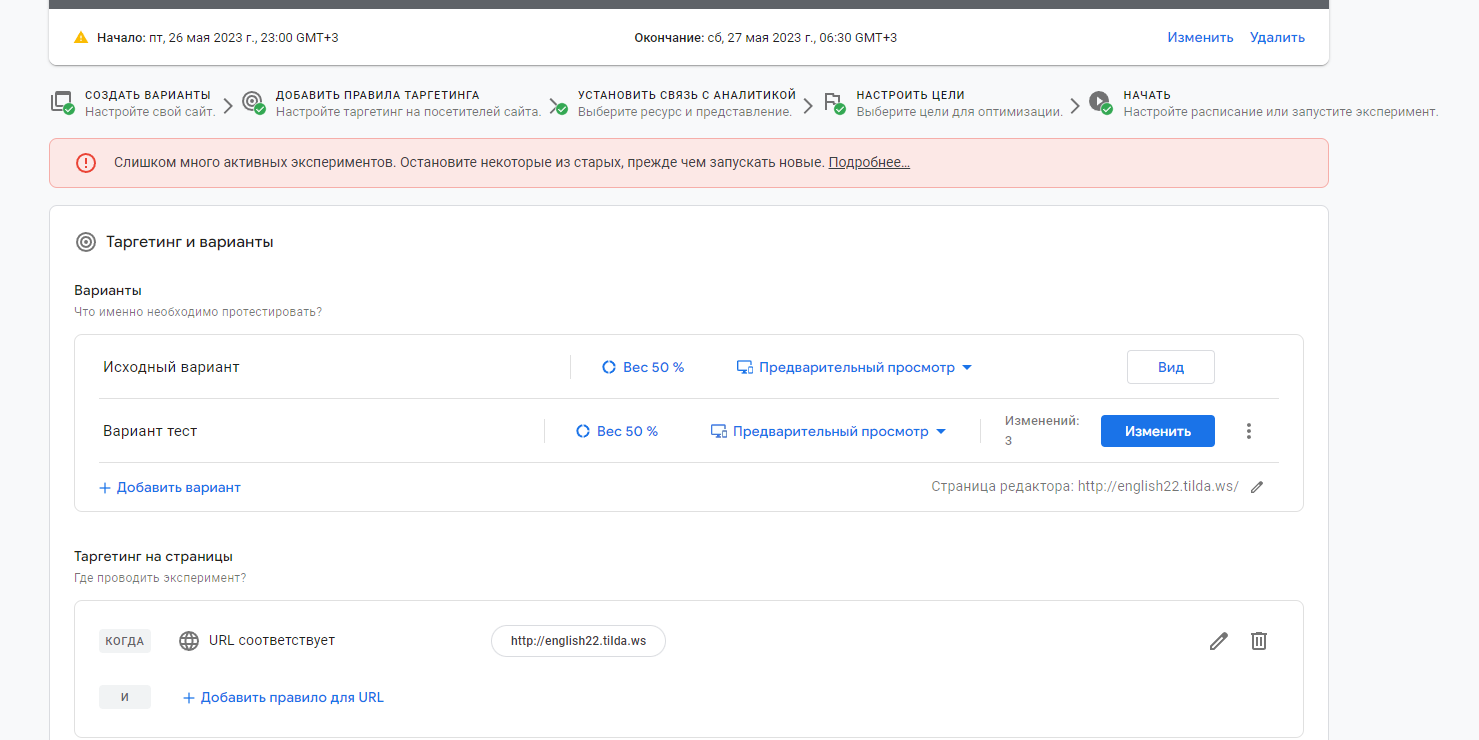 Начало: пт, 26 мая 2023 г., 23:00 GMT+3 Окончание: сб, 27 мая 2023 г., 06:30 GMT+3 Изменить Удалить
СОЗДАТЬ ВАРИАНТЫ
Настройте свой сайт.
ДОБАВИТЬ ПРАВИЛА ТАРГЕТИНГА
Настройте таргетинг на посетителей сайта.
УСТАНОВИТЬ СВЯЗЬ С АНАЛИТИКОЙ
Выберите ресурс и представление.
НАСТРОИТЬ ЦЕЛИ
Выберите цели для оптимизации.
НАЧАТЬ
Настройте расписание или запустите эксперимент.
Слишком много активных экспериментов. Остановите некоторые из старых, прежде чем запускать новые. Подробнее…
Таргетинг и варианты
Варианты
Что именно необходимо протестировать?
Исходный вариант Вес 50 % Предварительный просмотр Вид
Вариант тест Вес 50 % Предварительный просмотр Изменений: 3 Изменить
+ Добавить вариант Страница редактора: http://english22.tilda.ws/
Таргетинг на страницы
Где проводить эксперимент?
КОГДА URL соответствует http://english22.tilda.ws
И + Добавить правило для URL